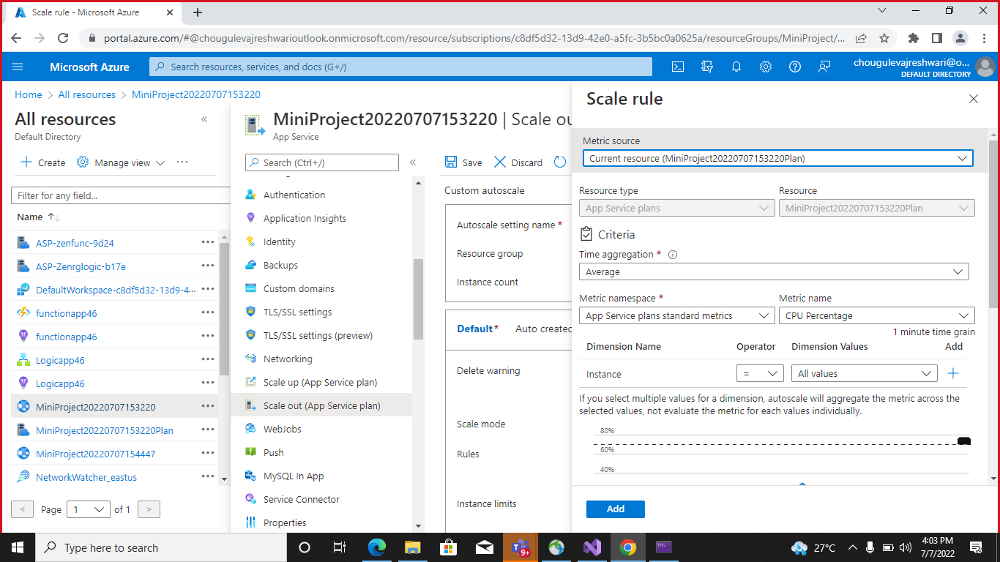 Scale rule - Microsoft Azure
portal.azure.com/#@chougulevajreshwarioutlook.onmicrosoft.com/resource/subscriptions/c8df5d32-13d9-42e0-a5fc-3b5bc0a0625a/resourceGroups/MiniProject/...
Microsoft Azure
Search resources, services, and docs (G+/)
chougulevajreshwari@o...
DEFAULT DIRECTORY
Home > All resources > MiniProject20220707153220
All resources
Default Directory
Create
Manage view
Filter for any field...
Name
ASP-zenfunc-9d24
ASP-Zenrglogic-b17e
DefaultWorkspace-c8df5d32-13d9-4...
functionapp46
functionapp46
Logicapp46
Logicapp46
MiniProject20220707153220
MiniProject20220707153220Plan
MiniProject20220707154447
NetworkWatcher_eastus
< Page 1 of 1 >
MiniProject20220707153220 | Scale ou
App Service
Search (Ctrl+/)
Authentication
Application Insights
Identity
Backups
Custom domains
TLS/SSL settings
TLS/SSL settings (preview)
Networking
Scale up (App Service plan)
Scale out (App Service plan)
WebJobs
Push
MySQL In App
Service Connector
Properties
Save
Discard
Custom autoscale
Autoscale setting name *
Resource group
Instance count
Default* Auto created
Delete warning
Scale mode
Rules
Instance limits
Scale rule
Metric source
Current resource (MiniProject20220707153220Plan)
Resource type
App Service plans
Resource
MiniProject20220707153220Plan
Criteria
Time aggregation *
Average
Metric namespace *
App Service plans standard metrics
Metric name
CPU Percentage
1 minute time grain
Dimension Name Operator Dimension Values Add
Instance = All values +
If you select multiple values for a dimension, autoscale will aggregate the metric across the
selected values, not evaluate the metric for each values individually.
80%
60%
40%
Add
Type here to search
9+
27°C
4:03 PM
7/7/2022